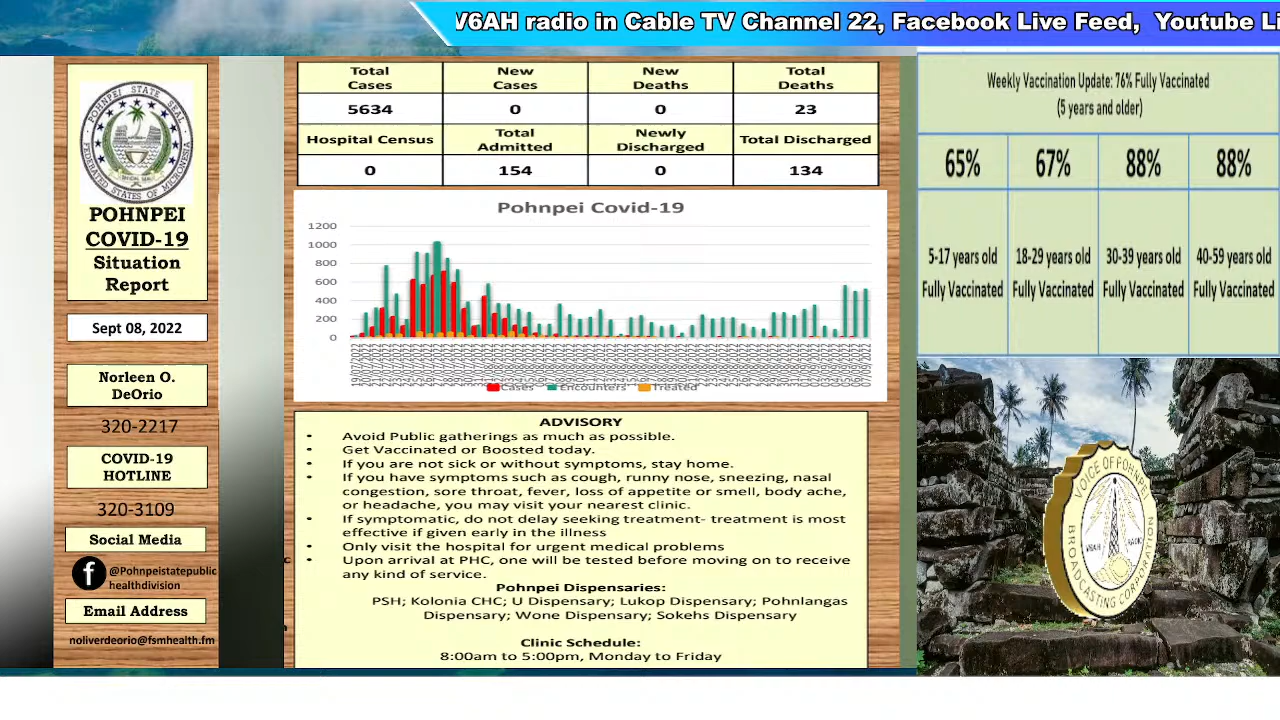 V6AH radio in Cable TV Channel 22, Facebook Live Feed, Youtube Li
POHNPEI STATE SEAL
FEDERATED STATES OF MICRONESIA
POHNPEI
COVID-19
Situation
Report
Sept 08, 2022
Norleen O.
DeOrio
320-2217
COVID-19
HOTLINE
320-3109
Social Media
@Pohnpeistatepublic
healthdivision
Email Address
noliverdeorio@fsmhealth.fm
Total Cases
New Cases
New Deaths
Total Deaths
5634
0
0
23
Hospital Census
Total Admitted
Newly Discharged
Total Discharged
0
154
0
134
Pohnpei Covid-19
1200
1000
800
600
400
200
0
Cases
Encounters
Treated
ADVISORY
• Avoid Public gatherings as much as possible.
• Get Vaccinated or Boosted today.
• If you are not sick or without symptoms, stay home.
• If you have symptoms such as cough, runny nose, sneezing, nasal
congestion, sore throat, fever, loss of appetite or smell, body ache,
or headache, you may visit your nearest clinic.
• If symptomatic, do not delay seeking treatment- treatment is most
effective if given early in the illness
• Only visit the hospital for urgent medical problems
• Upon arrival at PHC, one will be tested before moving on to receive
any kind of service.
Pohnpei Dispensaries:
PSH; Kolonia CHC; U Dispensary; Lukop Dispensary; Pohnlangas
Dispensary; Wone Dispensary; Sokehs Dispensary
Clinic Schedule:
8:00am to 5:00pm, Monday to Friday
Weekly Vaccination Update: 76% Fully Vaccinated
(5 years and older)
65%
67%
88%
88%
5-17 years old
Fully Vaccinated
18-29 years old
Fully Vaccinated
30-39 years old
Fully Vaccinated
40-59 years old
Fully Vaccinated
VOICE OF POHNPEI
V6AH RADIO
BROADCASTING CORPORATION